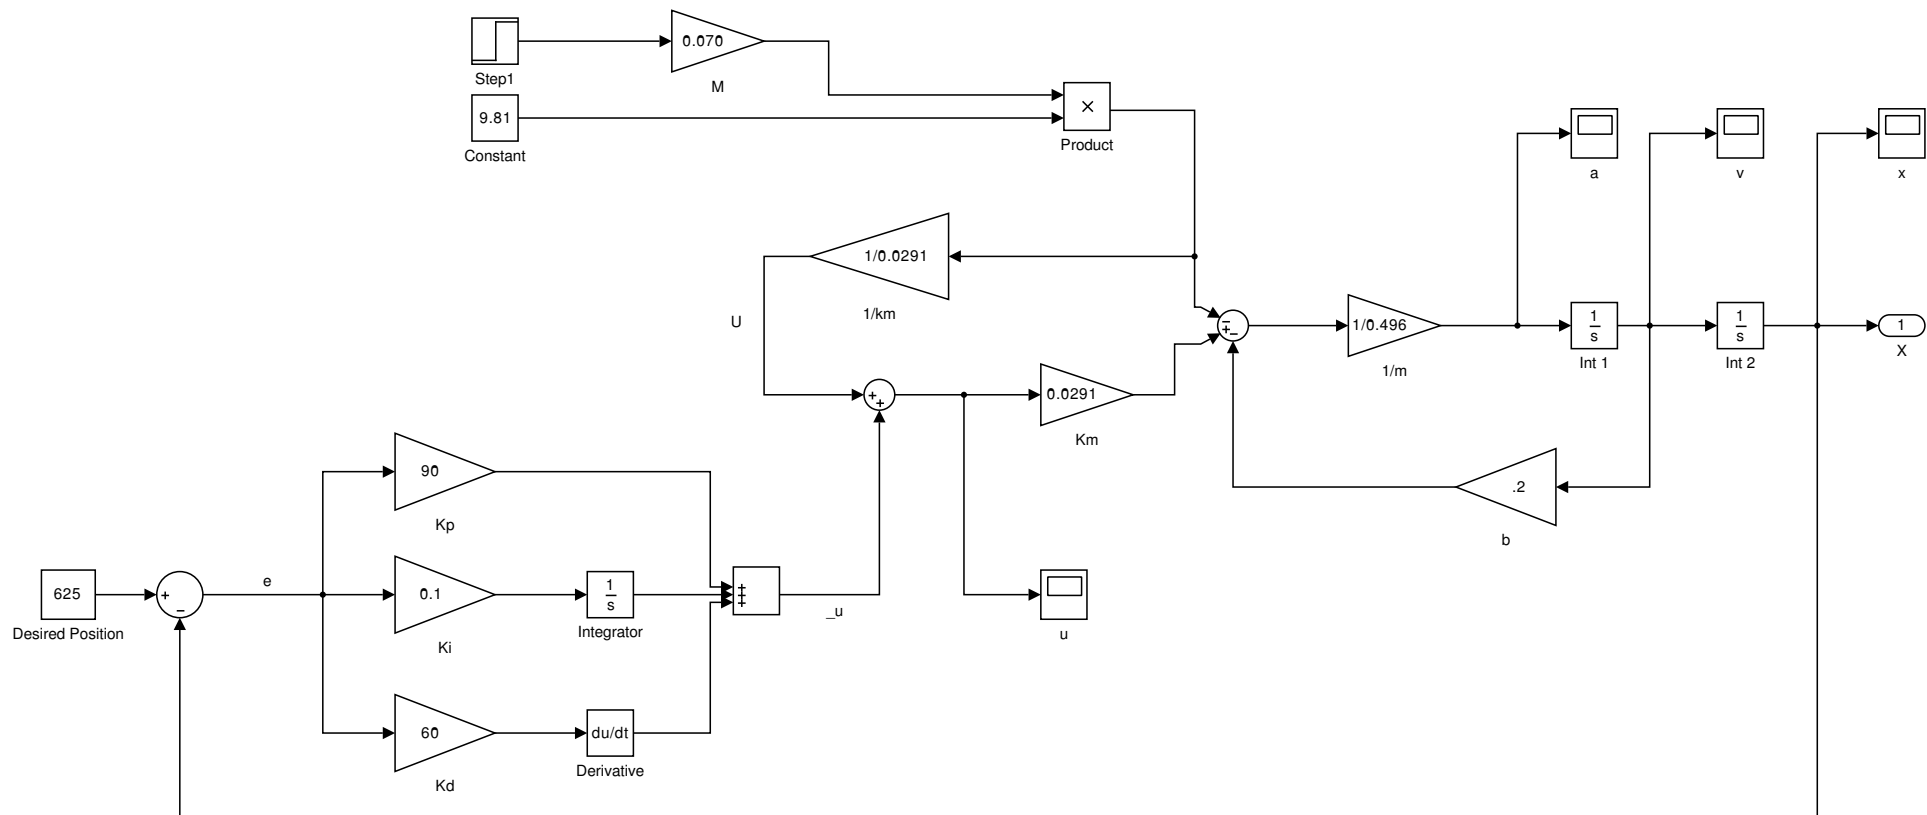 0.070
Step1
M
9.81
×
Constant
Product
a
v
x
1/0.0291
1/km
U
−
+
−
1/0.496
1/m
1
s
Int 1
1
s
Int 2
1
X
+
+
0.0291
Km
.2
b
90
Kp
625
Desired Position
+
−
e
0.1
Ki
1
s
Integrator
+
+
+
_u
u
60
Kd
du/dt
Derivative